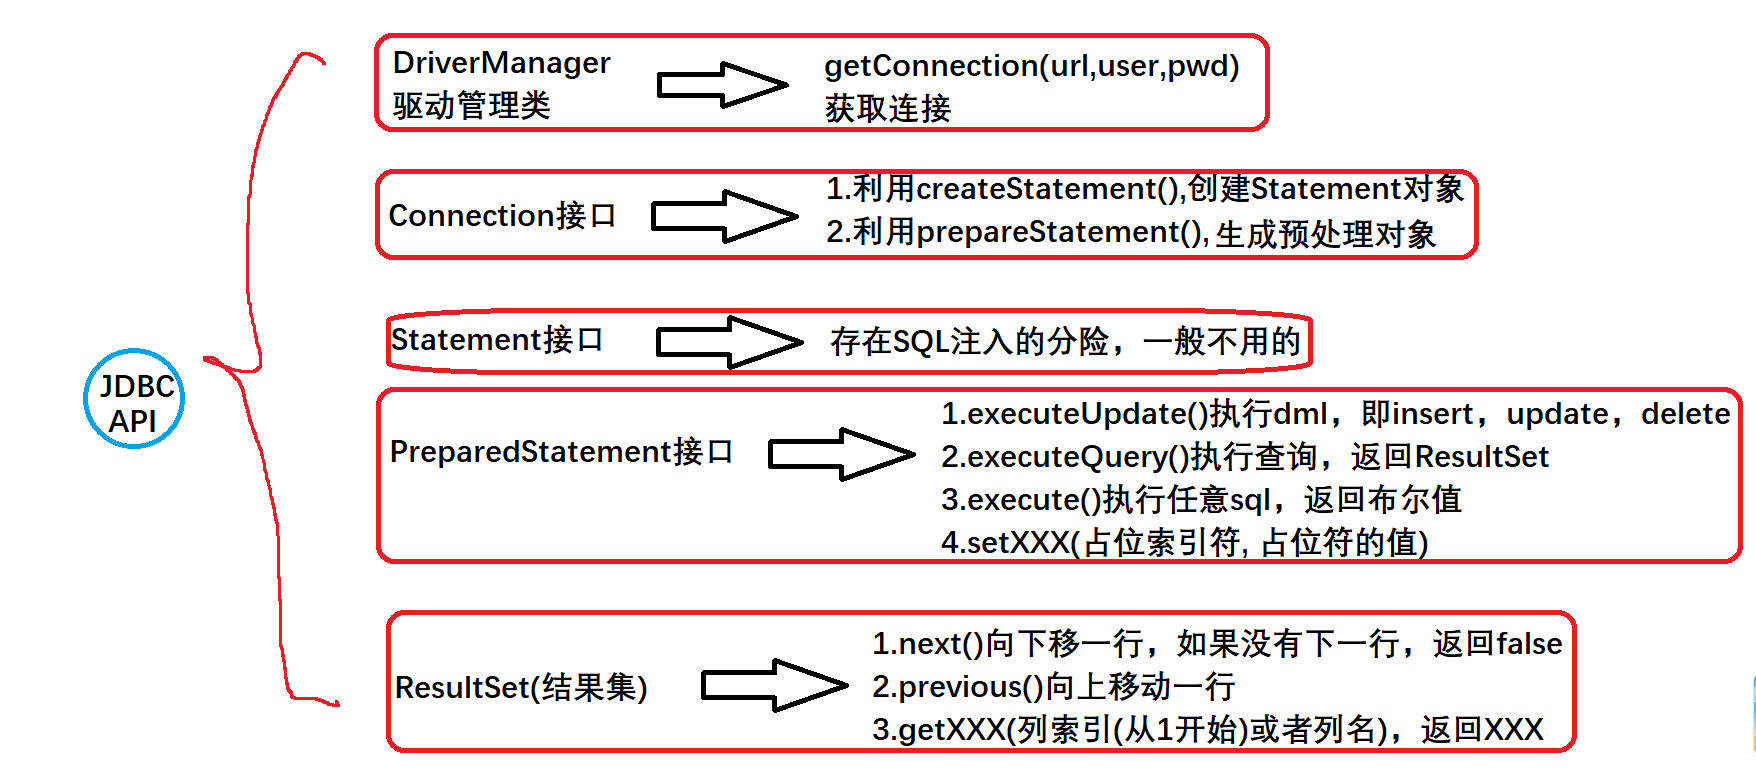 DriverManager
驱动管理类
getConnection(url,user,pwd)
获取连接
Connection接口
1.利用createStatement(),创建Statement对象
2.利用prepareStatement(),生成预处理对象
Statement接口
存在SQL注入的分险，一般不用的
JDBC
API
PreparedStatement接口
1.executeUpdate()执行dml，即insert，update，delete
2.executeQuery()执行查询，返回ResultSet
3.execute()执行任意sql，返回布尔值
4.setXXX(占位索引符, 占位符的值)
ResultSet(结果集)
1.next()向下移一行，如果没有下一行，返回false
2.previous()向上移动一行
3.getXXX(列索引(从1开始)或者列名)，返回XXX